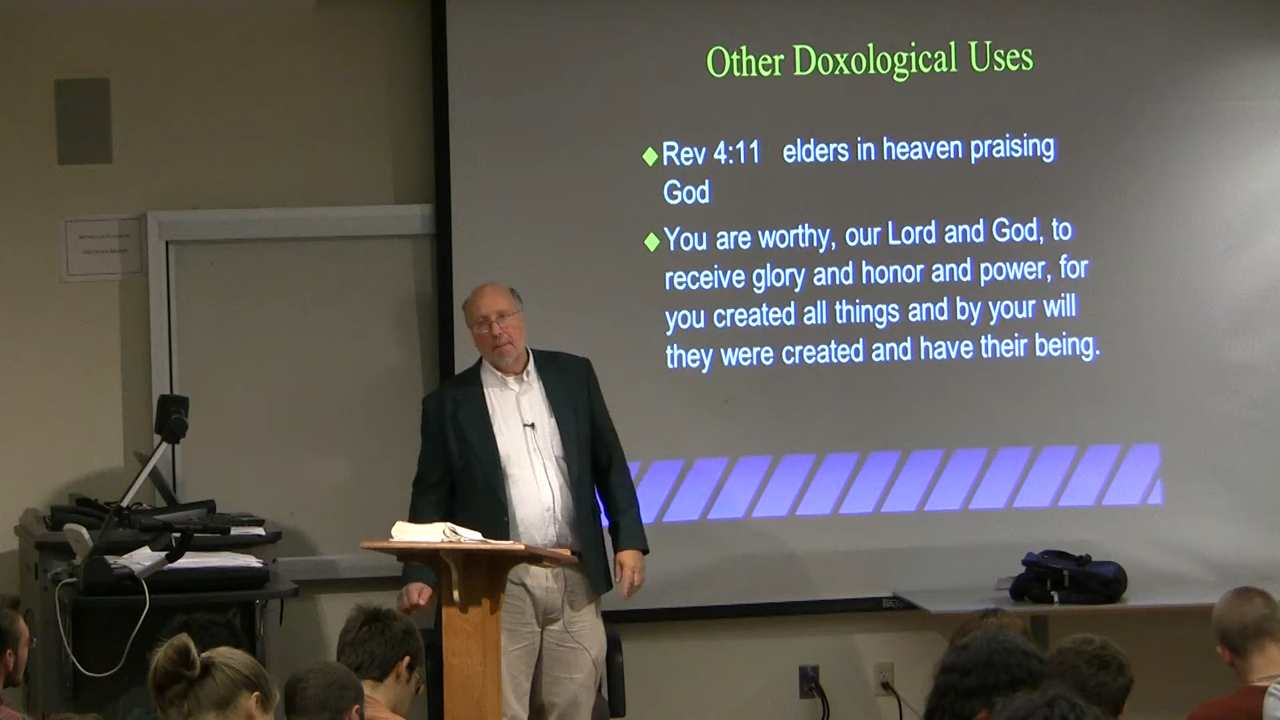 Other Doxological Uses
Rev 4:11 elders in heaven praising
God
You are worthy, our Lord and God, to
receive glory and honor and power, for
you created all things and by your will
they were created and have their being.